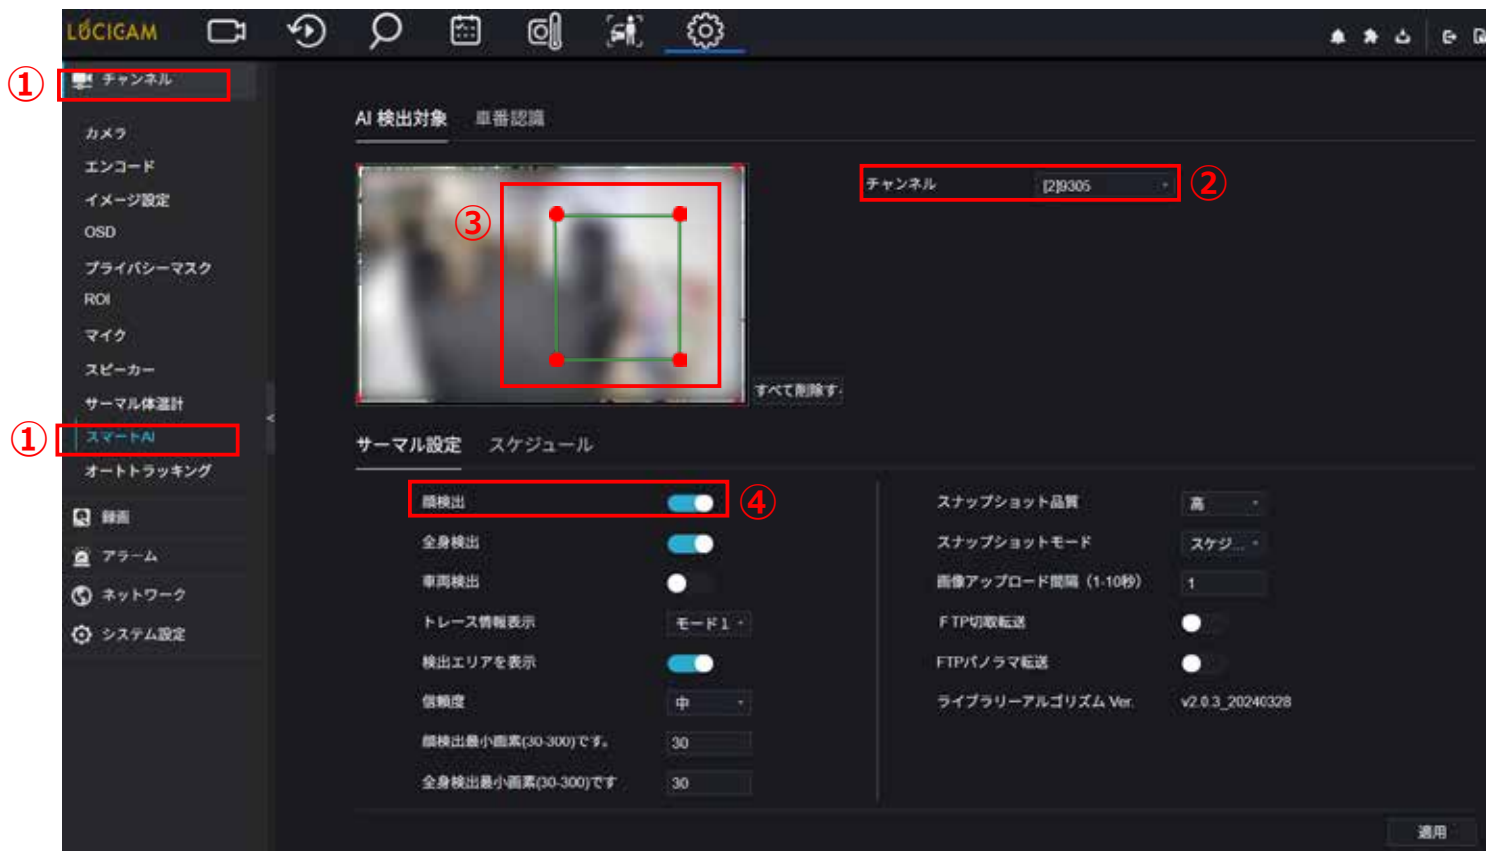 LOCICAM
① チャンネル
カメラ
エンコード
イメージ設定
OSD
プライバシーマスク
ROI
マイク
スピーカー
サーマル体温計
① スマートAI
オートトラッキング
録画
アラーム
ネットワーク
システム設定
<
AI 検出対象 車番認識
③
チャンネル [2]9305 ②
すべて削除す.
サーマル設定 スケジュール
顔検出 ④
全身検出
車両検出
トレース情報表示 モード1
検出エリアを表示
信頼度 中
顔検出最小画素(30-300)です。 30
全身検出最小画素(30-300)です 30
スナップショット品質 高
スナップショットモード スケジ...
画像アップロード間隔（1-10秒） 1
FTP切取転送
FTPパノラマ転送
ライブラリーアルゴリズム Ver. v2.0.3_20240328
適用